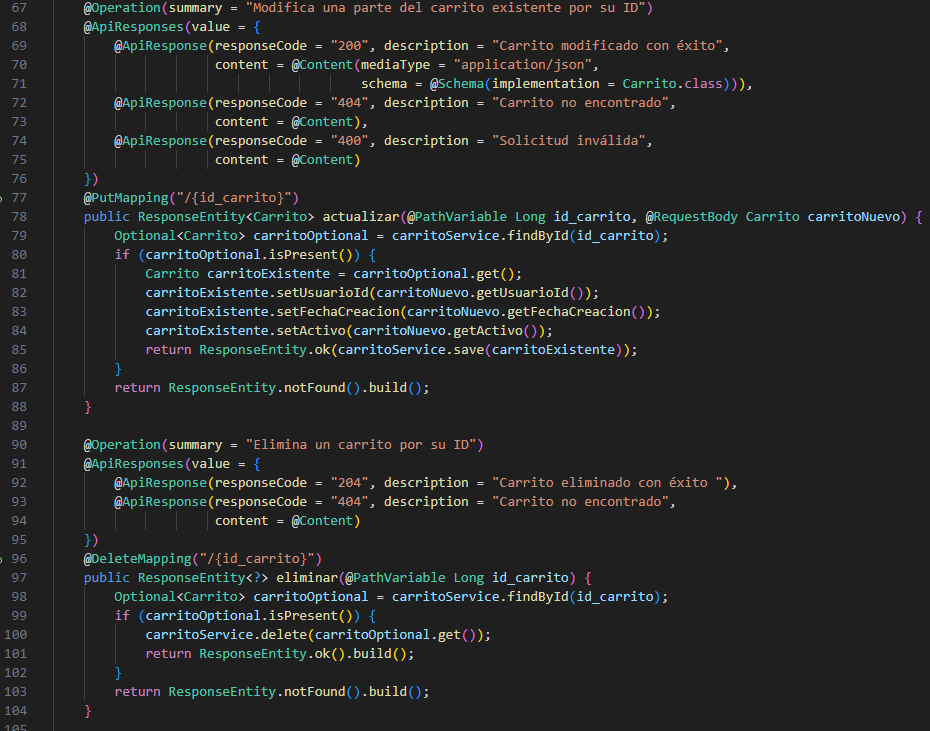 67 @Operation(summary = "Modifica una parte del carrito existente por su ID")
68 @ApiResponses(value = {
69 @ApiResponse(responseCode = "200", description = "Carrito modificado con éxito",
70 content = @Content(mediaType = "application/json",
71 schema = @Schema(implementation = Carrito.class))),
72 @ApiResponse(responseCode = "404", description = "Carrito no encontrado",
73 content = @Content),
74 @ApiResponse(responseCode = "400", description = "Solicitud inválida",
75 content = @Content)
76 })
77 @PutMapping("/{id_carrito}")
78 public ResponseEntity<Carrito> actualizar(@PathVariable Long id_carrito, @RequestBody Carrito carritoNuevo) {
79 Optional<Carrito> carritoOptional = carritoService.findById(id_carrito);
80 if (carritoOptional.isPresent()) {
81 Carrito carritoExistente = carritoOptional.get();
82 carritoExistente.setUsuarioId(carritoNuevo.getUsuarioId());
83 carritoExistente.setFechaCreacion(carritoNuevo.getFechaCreacion());
84 carritoExistente.setActivo(carritoNuevo.getActivo());
85 return ResponseEntity.ok(carritoService.save(carritoExistente));
86 }
87 return ResponseEntity.notFound().build();
88 }
89
90 @Operation(summary = "Elimina un carrito por su ID")
91 @ApiResponses(value = {
92 @ApiResponse(responseCode = "204", description = "Carrito eliminado con éxito "),
93 @ApiResponse(responseCode = "404", description = "Carrito no encontrado",
94 content = @Content)
95 })
96 @DeleteMapping("/{id_carrito}")
97 public ResponseEntity<?> eliminar(@PathVariable Long id_carrito) {
98 Optional<Carrito> carritoOptional = carritoService.findById(id_carrito);
99 if (carritoOptional.isPresent()) {
100 carritoService.delete(carritoOptional.get());
101 return ResponseEntity.ok().build();
102 }
103 return ResponseEntity.notFound().build();
104 }
105